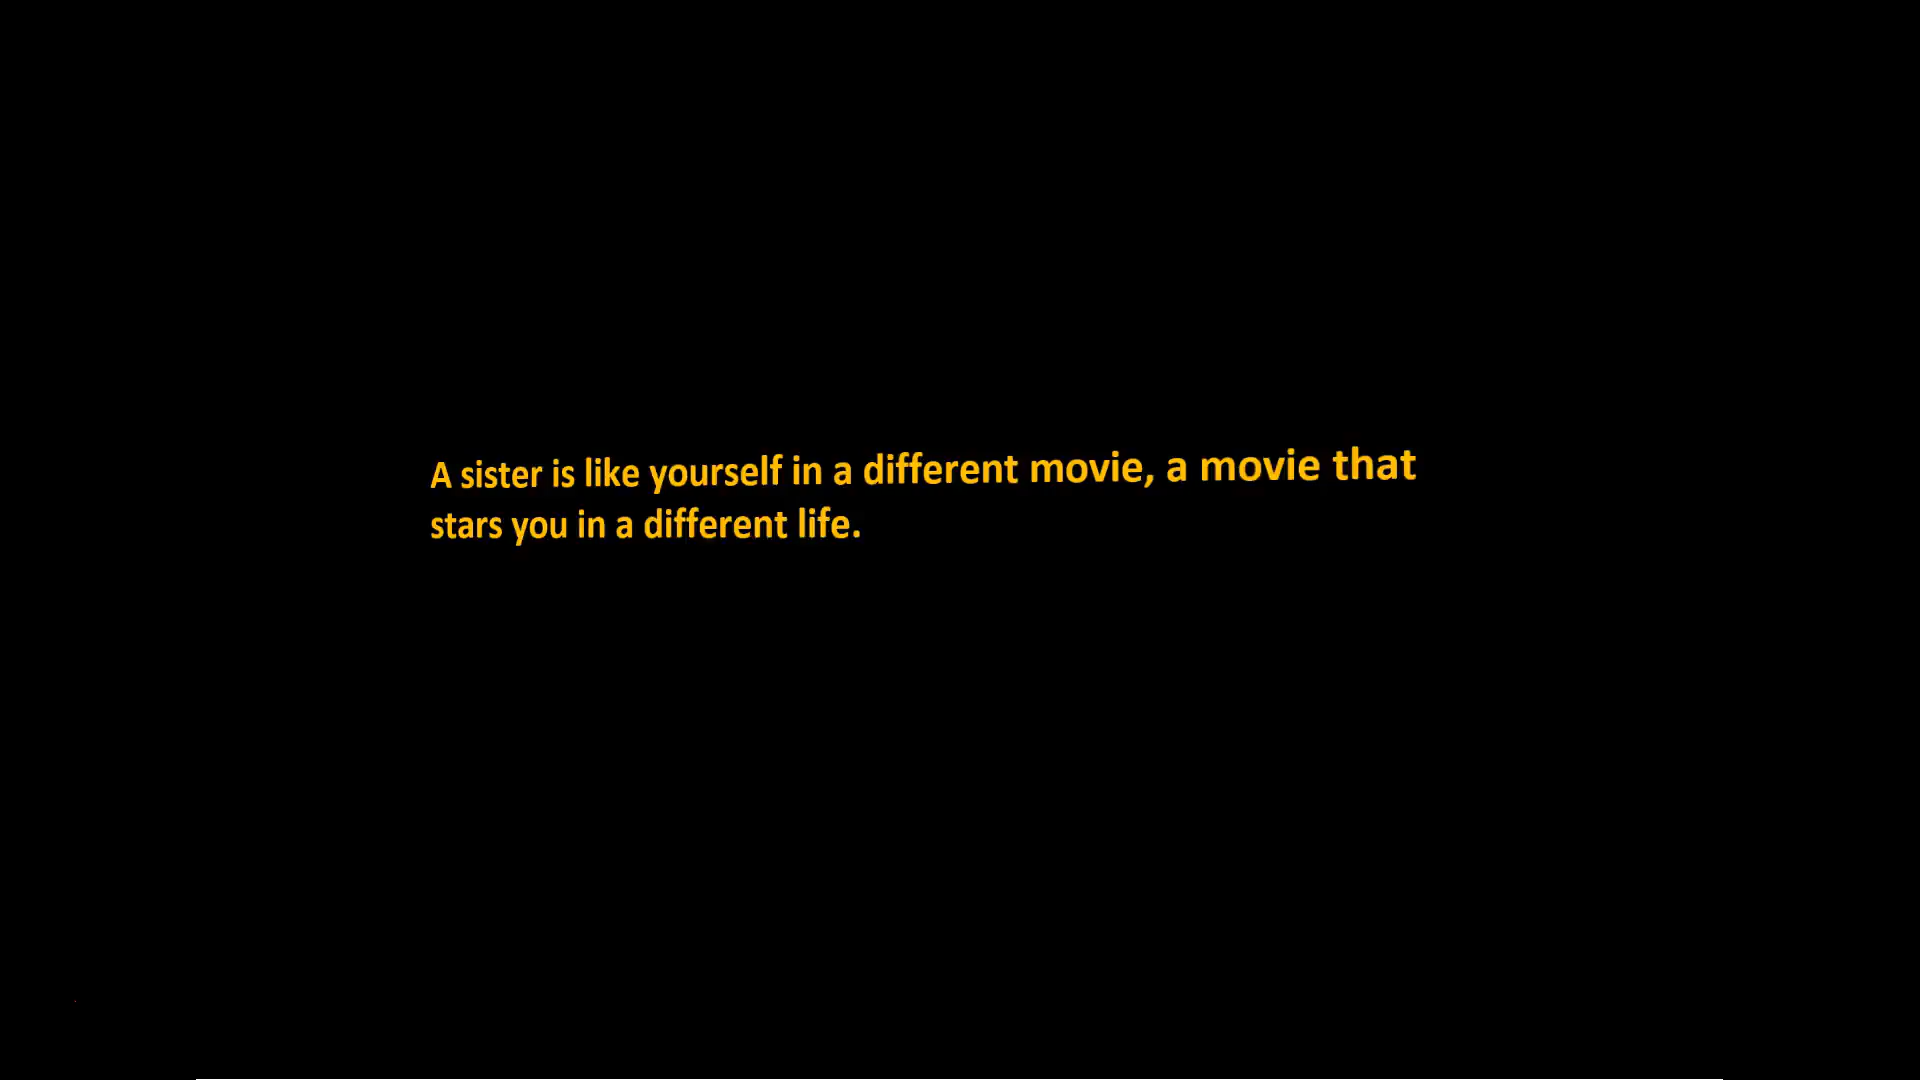 A sister is like yourself in a different movie, a movie that
stars you in a different life.